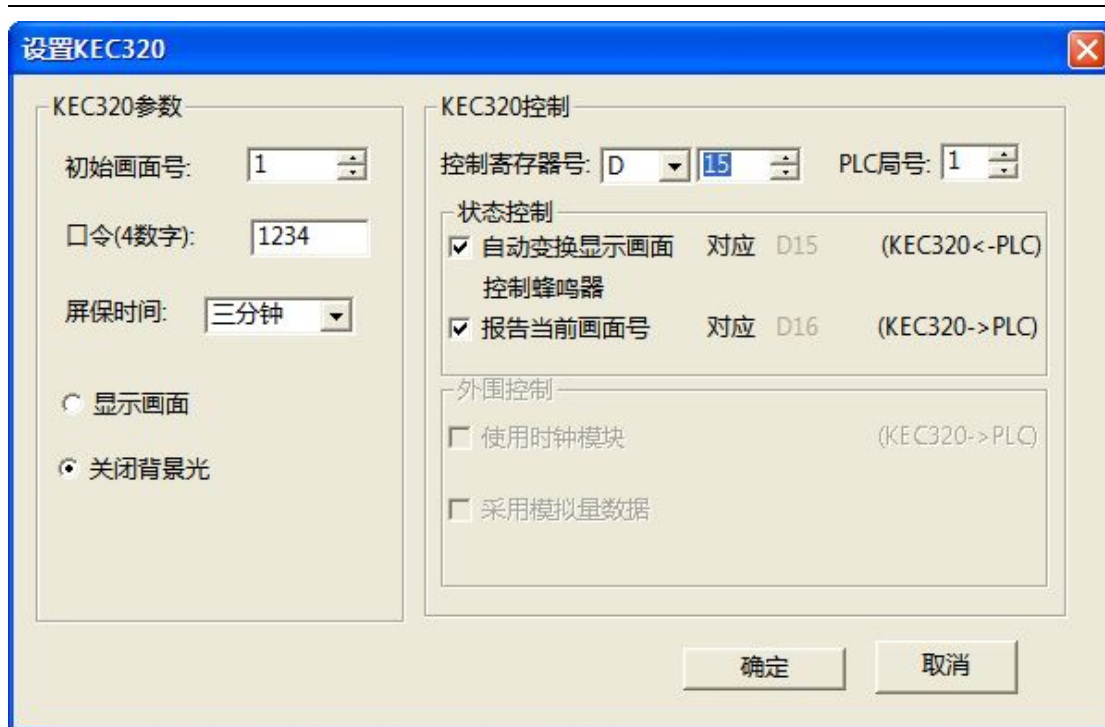 设置KEC320
KEC320参数
初始画面号: 1
口令(4数字): 1234
屏保时间: 三分钟
显示画面
关闭背景光
KEC320控制
控制寄存器号: D 15 PLC局号: 1
状态控制
自动变换显示画面 对应 D15 (KEC320<-PLC)
控制蜂鸣器
报告当前画面号 对应 D16 (KEC320->PLC)
外围控制
使用时钟模块 (KEC320->PLC)
采用模拟量数据
确定 取消